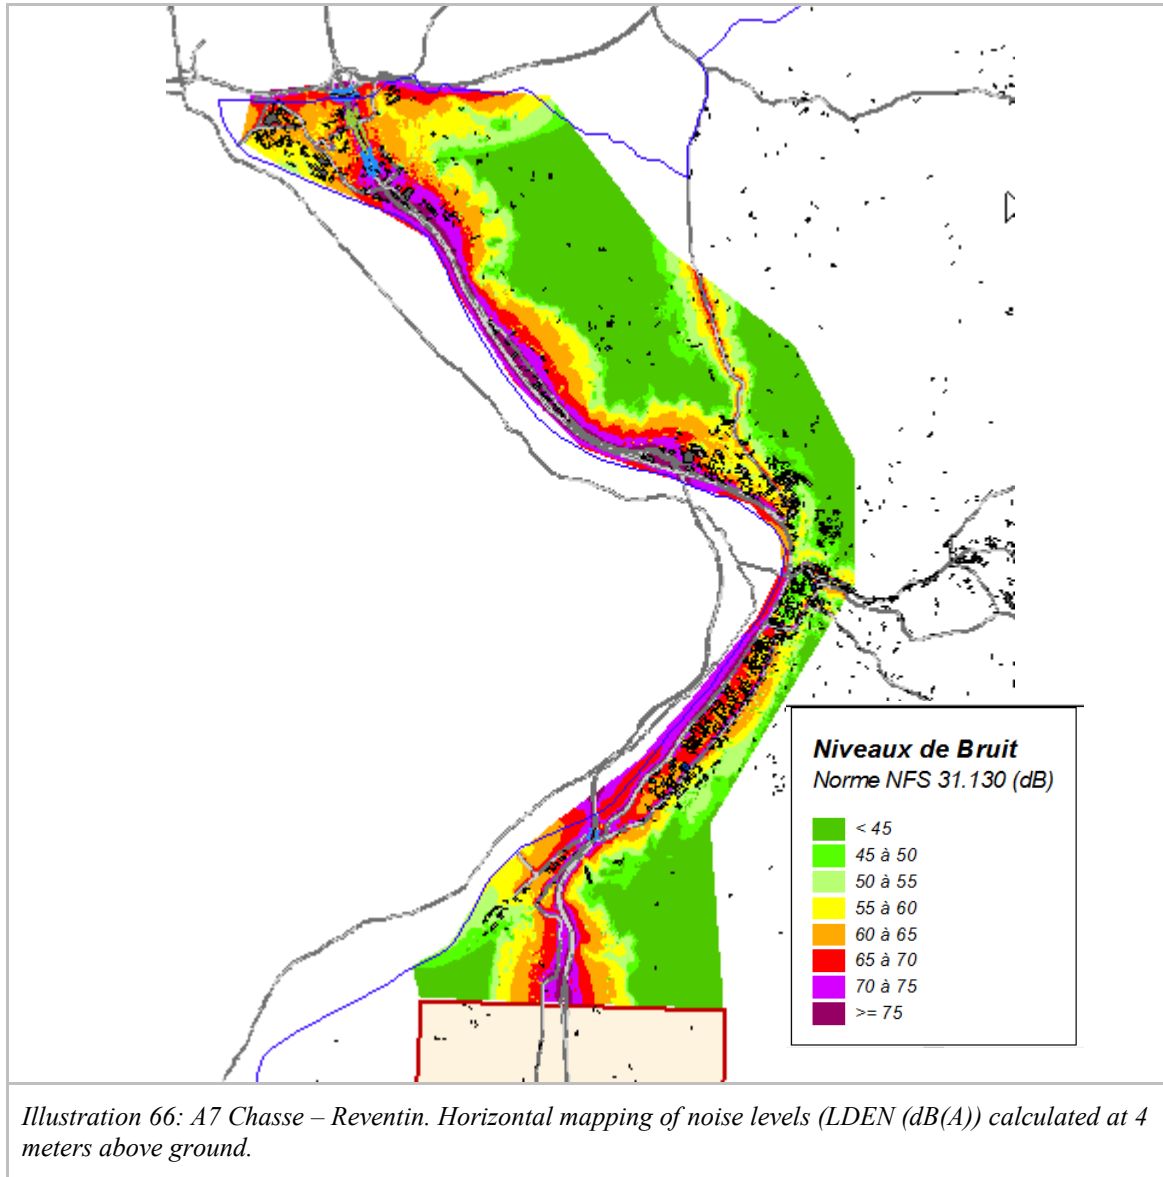 Niveaux de Bruit
Norme NFS 31.130 (dB)
< 45
45 à 50
50 à 55
55 à 60
60 à 65
65 à 70
70 à 75
>= 75
Illustration 66: A7 Chasse – Reventin. Horizontal mapping of noise levels (LDEN (dB(A)) calculated at 4
meters above ground.